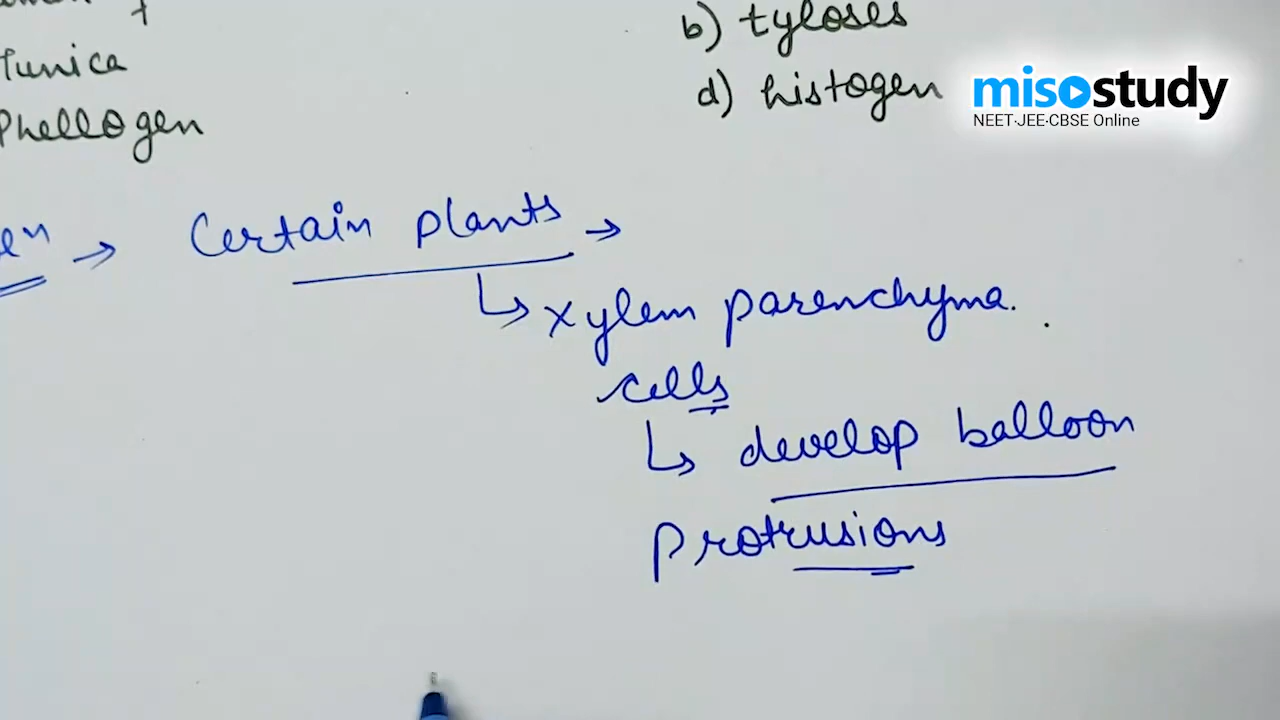 b) tyloses
Tunica
d) histogen
Phellogen
misostudy
NEET·JEE·CBSE Online
→ Certain plants →
↳ xylem parenchyma.
cells
↳ develop balloon
protrusions